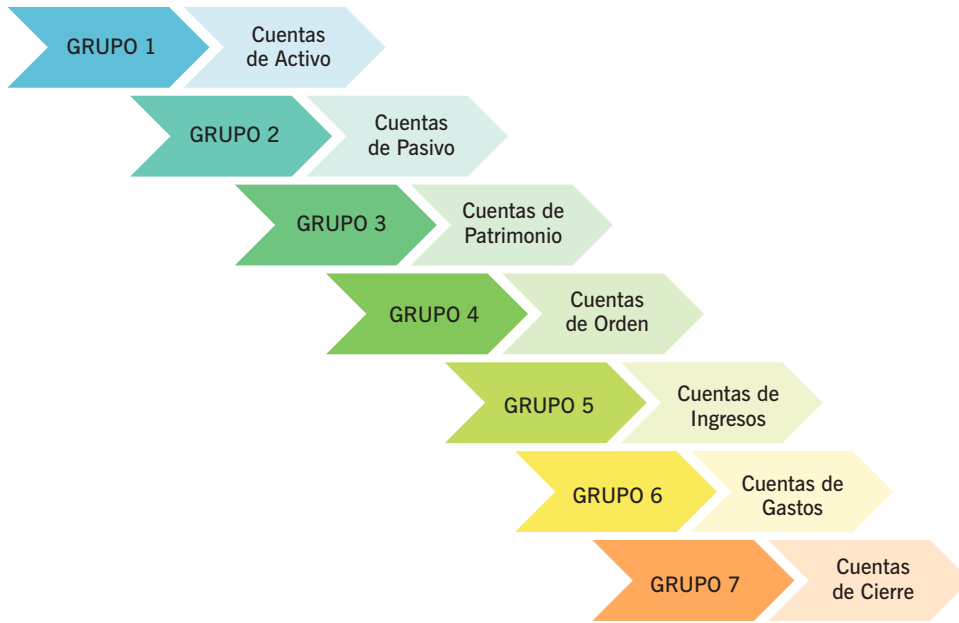 GRUPO 1
Cuentas
de Activo
GRUPO 2
Cuentas
de Pasivo
GRUPO 3
Cuentas de
Patrimonio
GRUPO 4
Cuentas
de Orden
GRUPO 5
Cuentas de
Ingresos
GRUPO 6
Cuentas de
Gastos
GRUPO 7
Cuentas
de Cierre